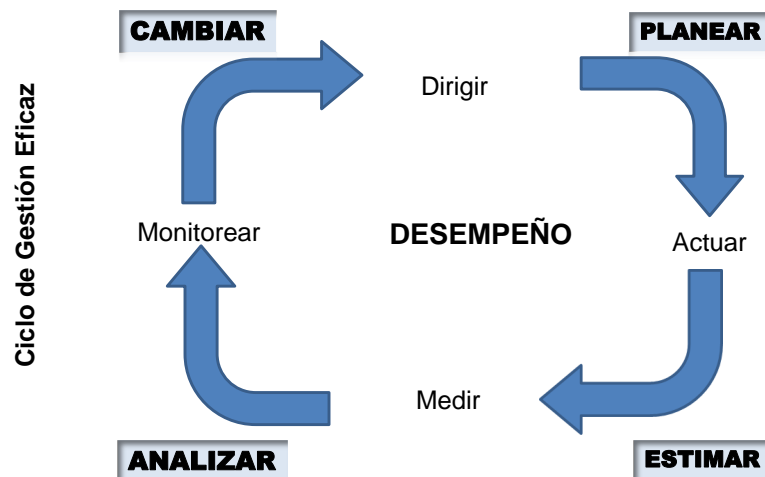 CAMBIAR
PLANEAR
Dirigir
Ciclo de Gestión Eficaz
Monitorear
DESEMPEÑO
Actuar
Medir
ANALIZAR
ESTIMAR